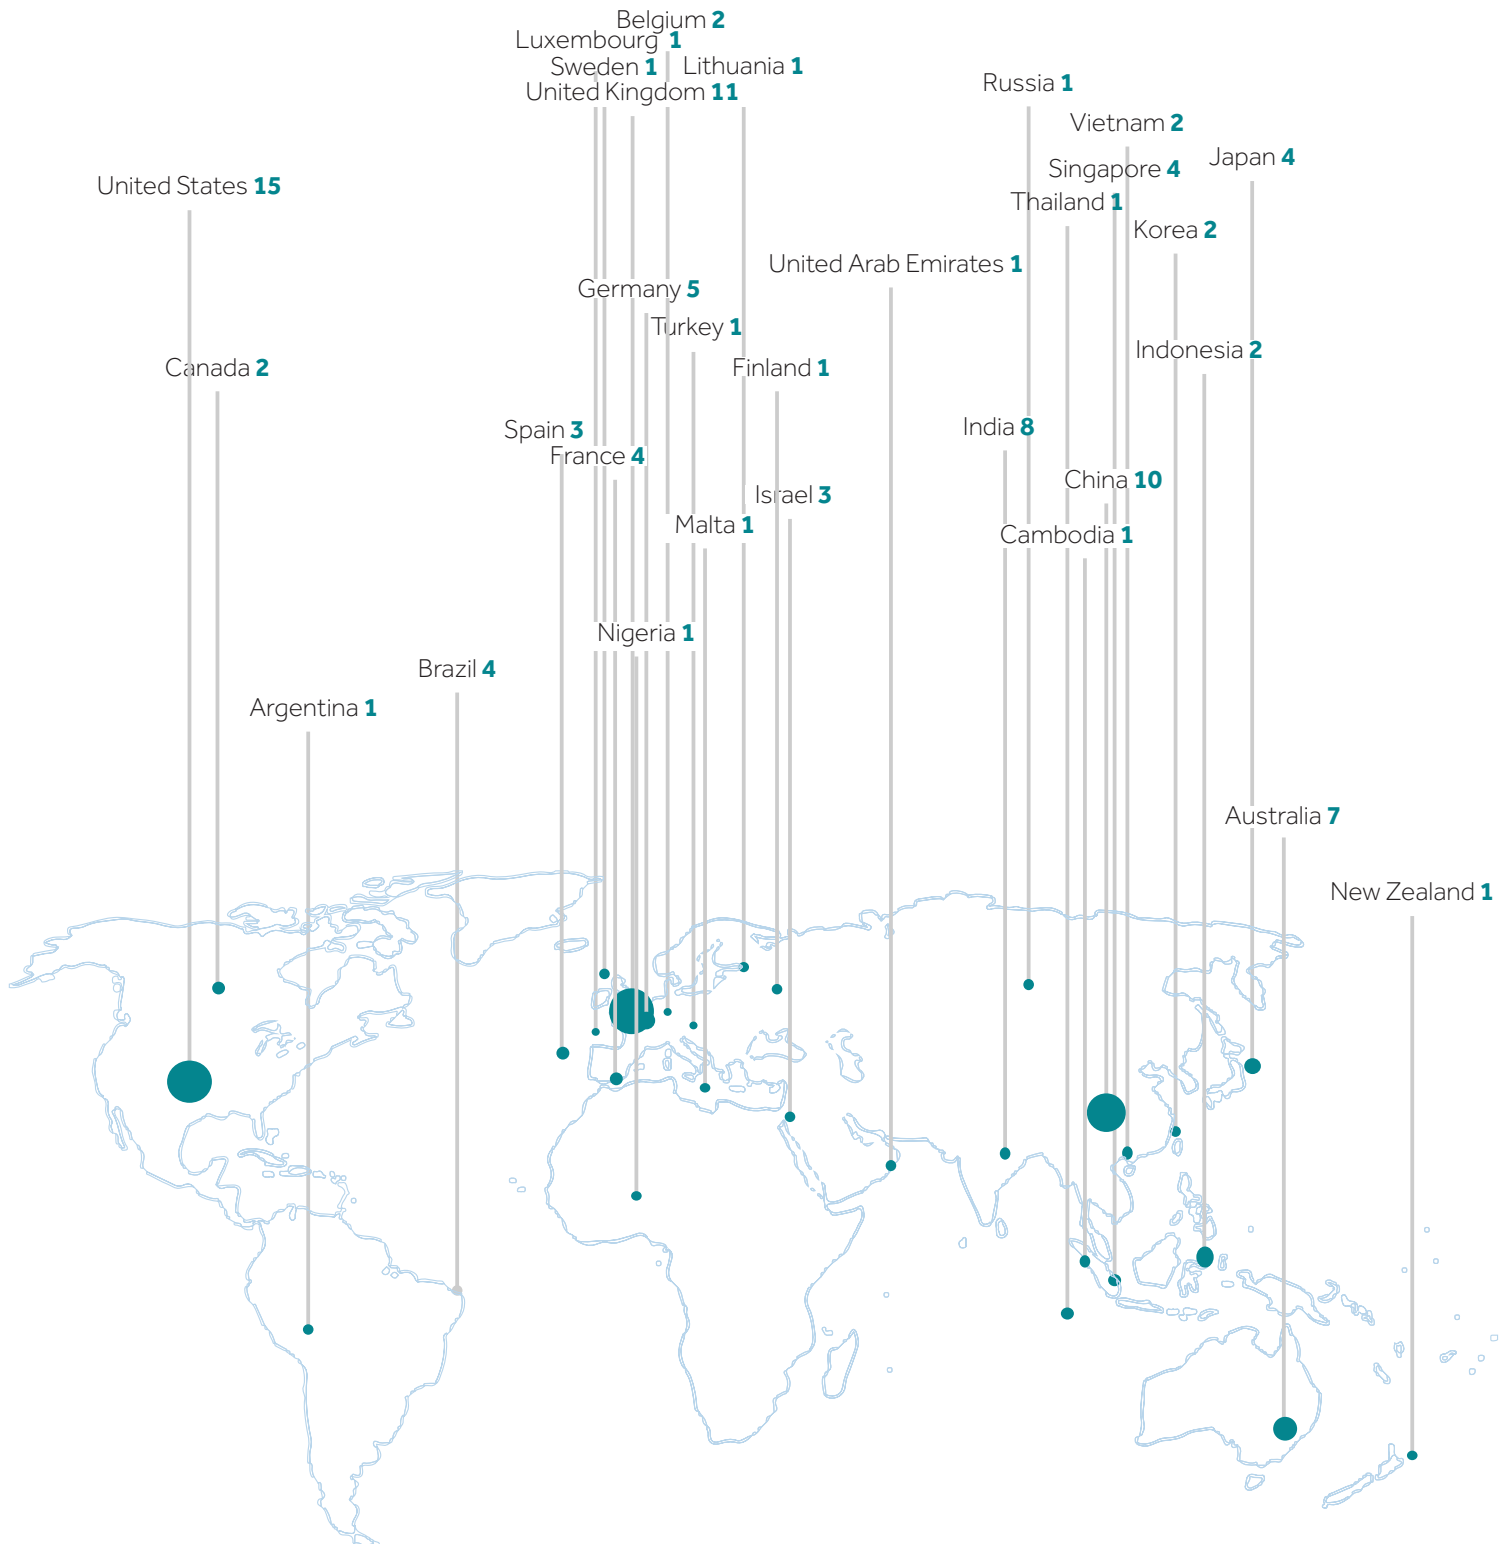 Belgium 2
Luxembourg 1
Sweden 1
Lithuania 1
United Kingdom 11
Russia 1
Vietnam 2
Japan 4
Singapore 4
United States 15
Thailand 1
Korea 2
United Arab Emirates 1
Germany 5
Turkey 1
Indonesia 2
Canada 2
Finland 1
India 8
Spain 3
France 4
China 10
Israel 3
Malta 1
Cambodia 1
Nigeria 1
Brazil 4
Argentina 1
Australia 7
New Zealand 1